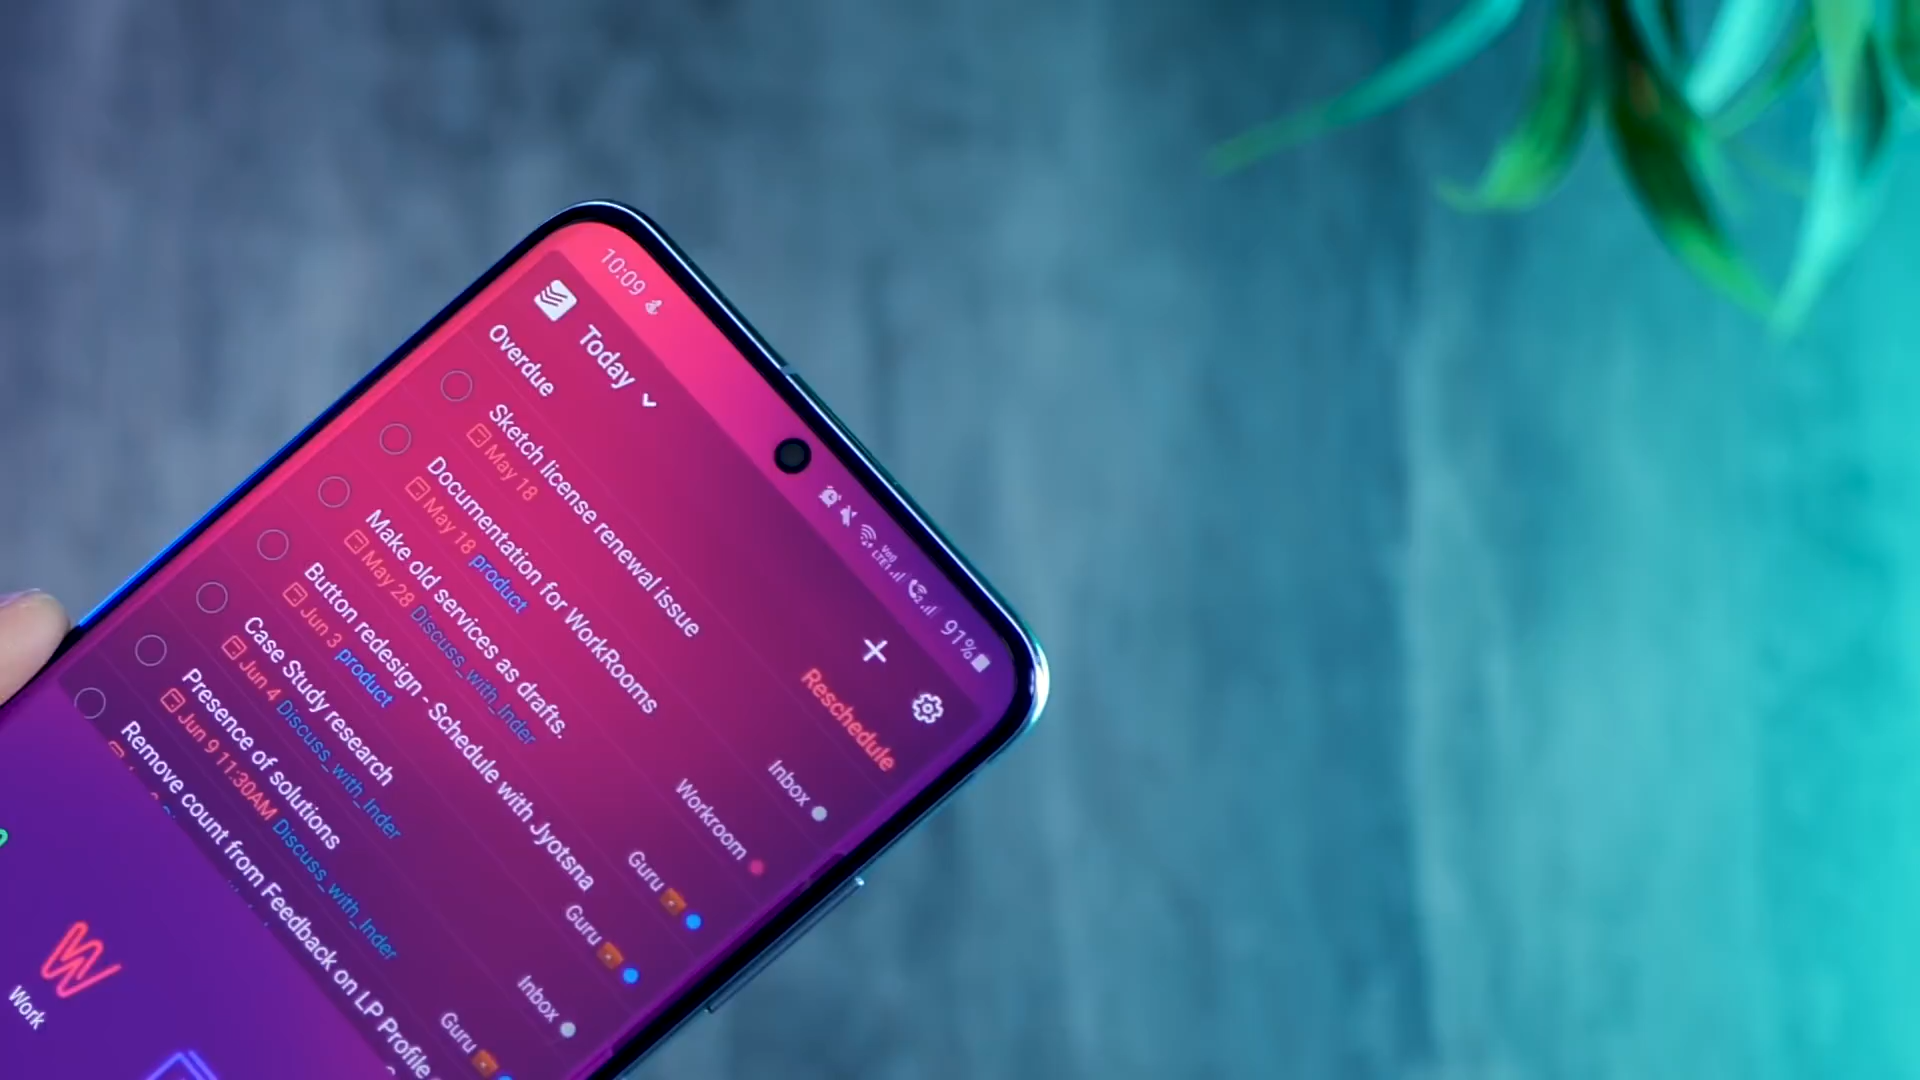 10:09
91%
Today
Overdue
Reschedule
Sketch license renewal issue
May 18
Inbox
Documentation for WorkRooms
May 18 product
Workroom
Make old services as drafts.
May 28 Discuss_with_Inder
Guru
Button redesign - Schedule with Jyotsna
Jun 3 product
Guru
Case Study research
Jun 4 Discuss_with_Inder
Inbox
Presence of solutions
Jun 9 11:30AM Discuss_with_Inder
Guru
Remove count from Feedback on LP Profile
Work